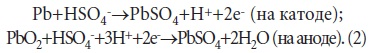 Pb+HSO₄⁻→PbSO₄+H⁺+2e⁻ (на катоде);
PbO₂+HSO₄⁻+3H⁺+2e⁻→PbSO₄+2H₂O (на аноде). (2)